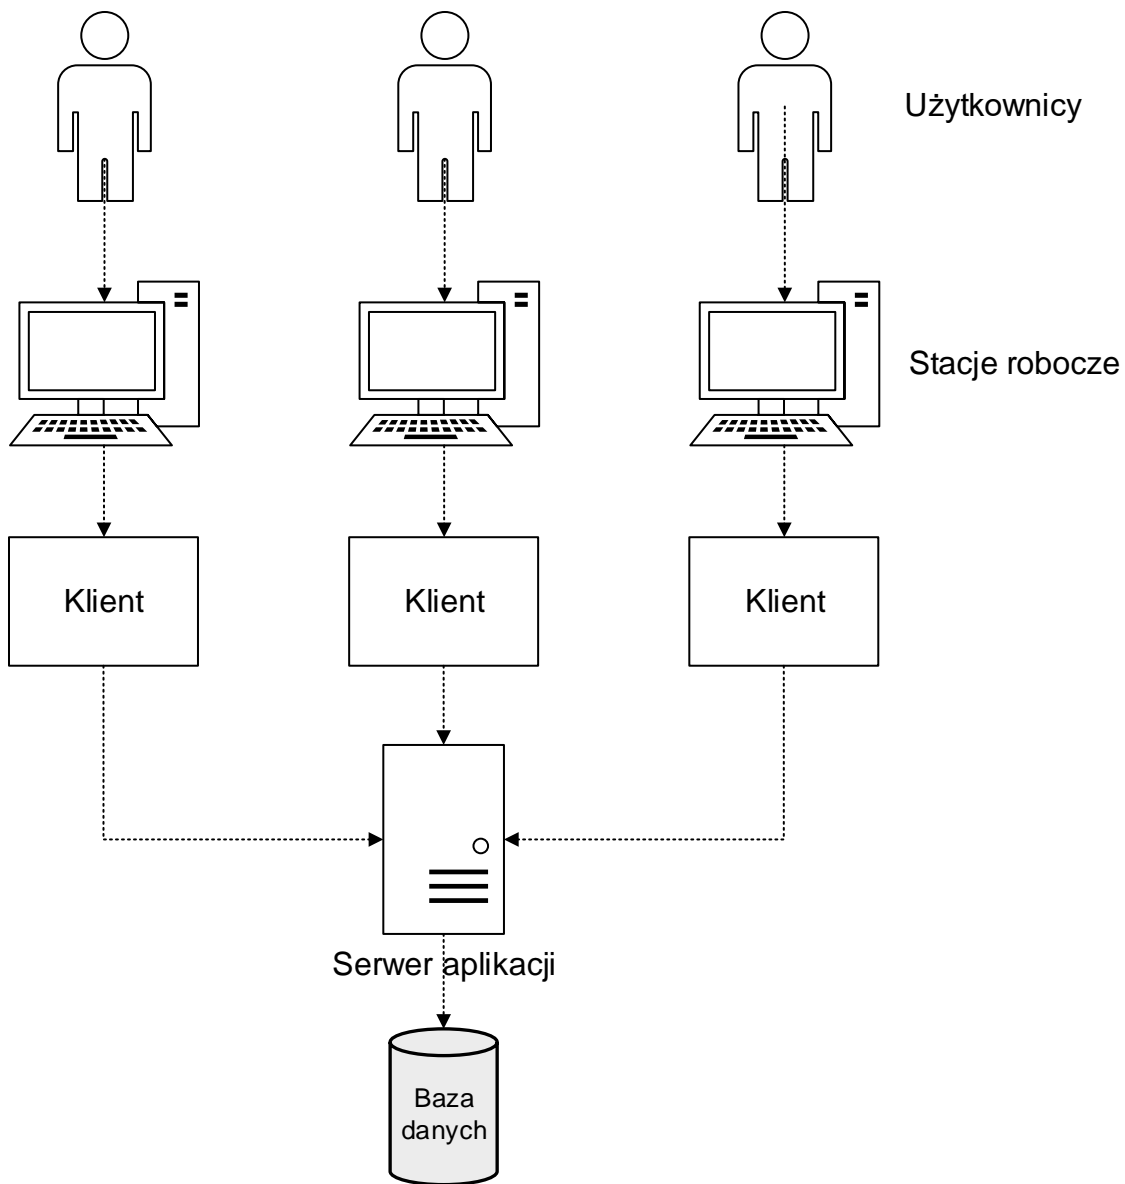 Użytkownicy
Stacje robocze
Klient
Klient
Klient
Serwer aplikacji
Baza
danych